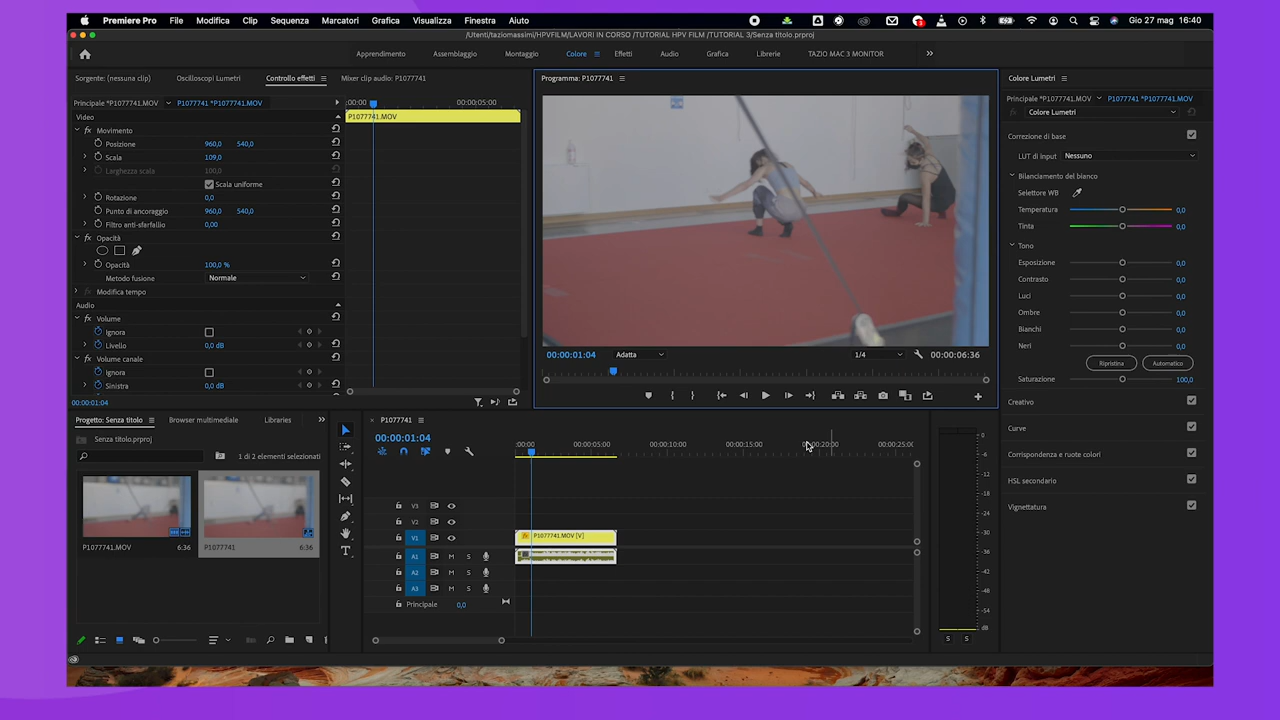 Premiere Pro File Modifica Clip Sequenza Marcatori Grafica Visualizza Finestra Aiuto Gio 27 mag 16:40
/Utenti/taziomassimi/HPVFILM/LAVORI IN CORSO /TUTORIAL HPV FILM /TUTORIAL 3/Senza titolo.prproj
Apprendimento Assemblaggio Montaggio Colore Effetti Audio Grafica Librerie TAZIO MAC 3 MONITOR
Sorgente: (nessuna clip) Oscilloscopi Lumetri Controllo effetti Mixer clip audio: P1077741
Programma: P1077741
Colore Lumetri
Principale *P1077741.MOV P1077741 *P1077741.MOV :00:00 00:00:05:00
Principale *P1077741.MOV P1077741 *P1077741.MOV
fx Colore Lumetri
Video P1077741.MOV
fx Movimento
Posizione 960,0 540,0
Scala 109,0
Larghezza scala 100,0
Scala uniforme
Rotazione 0,0
Punto di ancoraggio 960,0 540,0
Filtro anti-sfarfallio 0,00
fx Opacità
Opacità 100,0 %
Metodo fusione Normale
fx Modifica tempo
Audio
fx Volume
Ignora
Livello 0,0 dB
fx Volume canale
Ignora
Sinistra 0,0 dB
00:00:01:04
00:00:01:04 Adatta 1/4 00:00:06:36
Correzione di base
LUT di input Nessuno
Bilanciamento del bianco
Selettore WB
Temperatura 0,0
Tinta 0,0
Tono
Esposizione 0,0
Contrasto 0,0
Luci 0,0
Ombre 0,0
Bianchi 0,0
Neri 0,0
Ripristina Automatico
Saturazione 100,0
Creativo
Curve
Corrispondenza e ruote colori
HSL secondario
Vignettatura
Progetto: Senza titolo Browser multimediale Libraries
Senza titolo.prproj
1 di 2 elementi selezionati
P1077741.MOV 6:36 P1077741 6:36
P1077741
00:00:01:04
:00:00 00:00:05:00 00:00:10:00 00:00:15:00 00:00:20:00 00:00:25:00
V3
V2
V1 fx P1077741.MOV [V]
A1 M S
A2 M S
A3 M S
Principale 0,0
0
-6
-12
-18
-24
-30
-36
-42
-48
-54
dB
S S